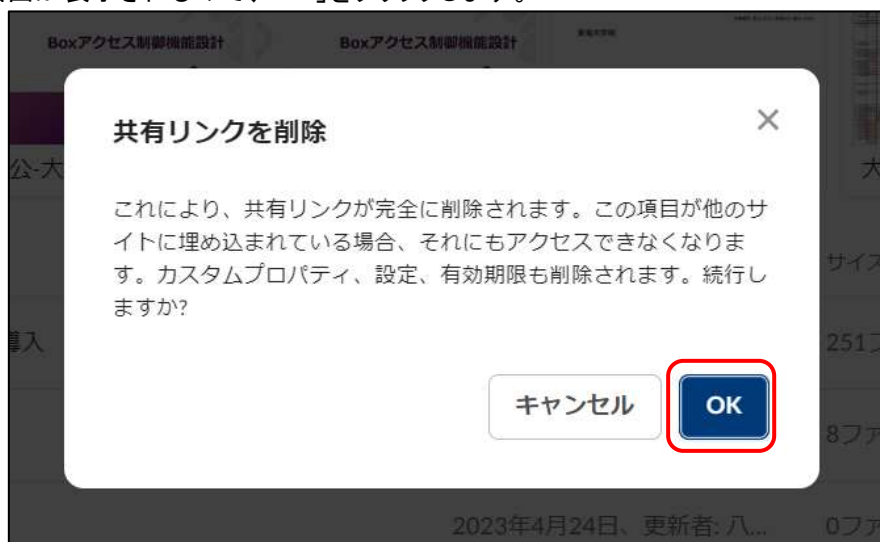 Boxアクセス制御機能設計
Boxアクセス制御機能設計
共有リンクを削除
公-大
大
これにより、共有リンクが完全に削除されます。この項目が他のサ
イトに埋め込まれている場合、それにもアクセスできなくなりま
す。カスタムプロパティ、設定、有効期限も削除されます。続行し
ますか?
サイズ
導入
251フ
キャンセル
OK
8ファ
2023年4月24日、更新者: 八...
0ファ